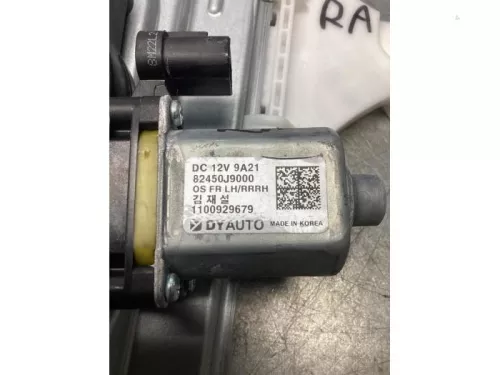 RA
DC 12V 9A21
82450J9000
OS FR LH/RRRH
김재설
1100929679
DYAUTO MADE IN KOREA